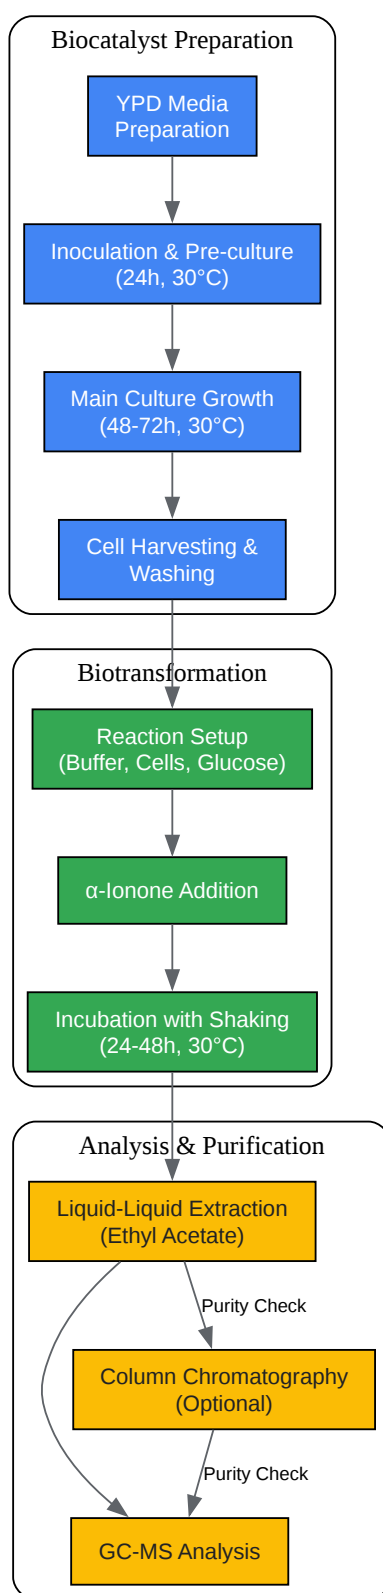 Biocatalyst Preparation
YPD Media
Preparation
Inoculation & Pre-culture
(24h, 30°C)
Main Culture Growth
(48-72h, 30°C)
Cell Harvesting &
Washing
Biotransformation
Reaction Setup
(Buffer, Cells, Glucose)
α-Ionone Addition
Incubation with Shaking
(24-48h, 30°C)
Analysis & Purification
Liquid-Liquid Extraction
(Ethyl Acetate)
Purity Check
Column Chromatography
(Optional)
Purity Check
GC-MS Analysis